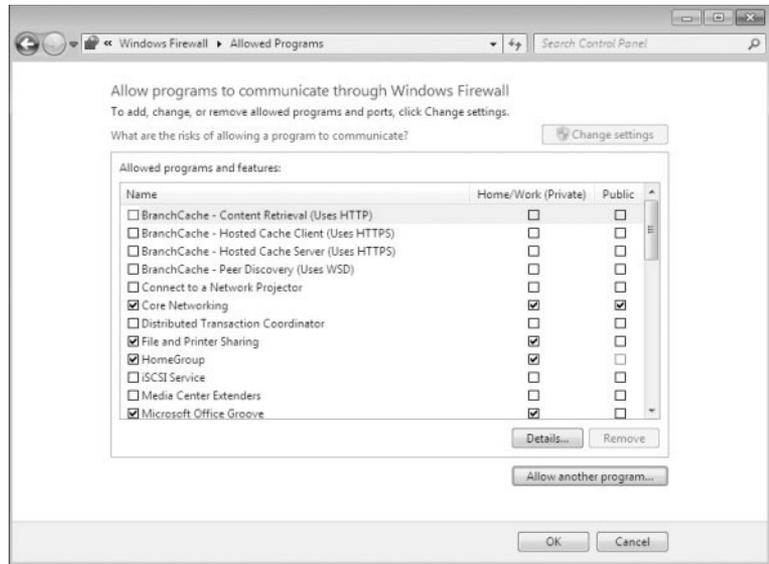 « Windows Firewall ▸ Allowed Programs
Search Control Panel
Allow programs to communicate through Windows Firewall
To add, change, or remove allowed programs and ports, click Change settings.
What are the risks of allowing a program to communicate?
Change settings
Allowed programs and features:
Name Home/Work (Private) Public
BranchCache - Content Retrieval (Uses HTTP)
BranchCache - Hosted Cache Client (Uses HTTPS)
BranchCache - Hosted Cache Server (Uses HTTPS)
BranchCache - Peer Discovery (Uses WSD)
Connect to a Network Projector
Core Networking
Distributed Transaction Coordinator
File and Printer Sharing
HomeGroup
iSCSI Service
Media Center Extenders
Microsoft Office Groove
Details... Remove
Allow another program...
OK Cancel